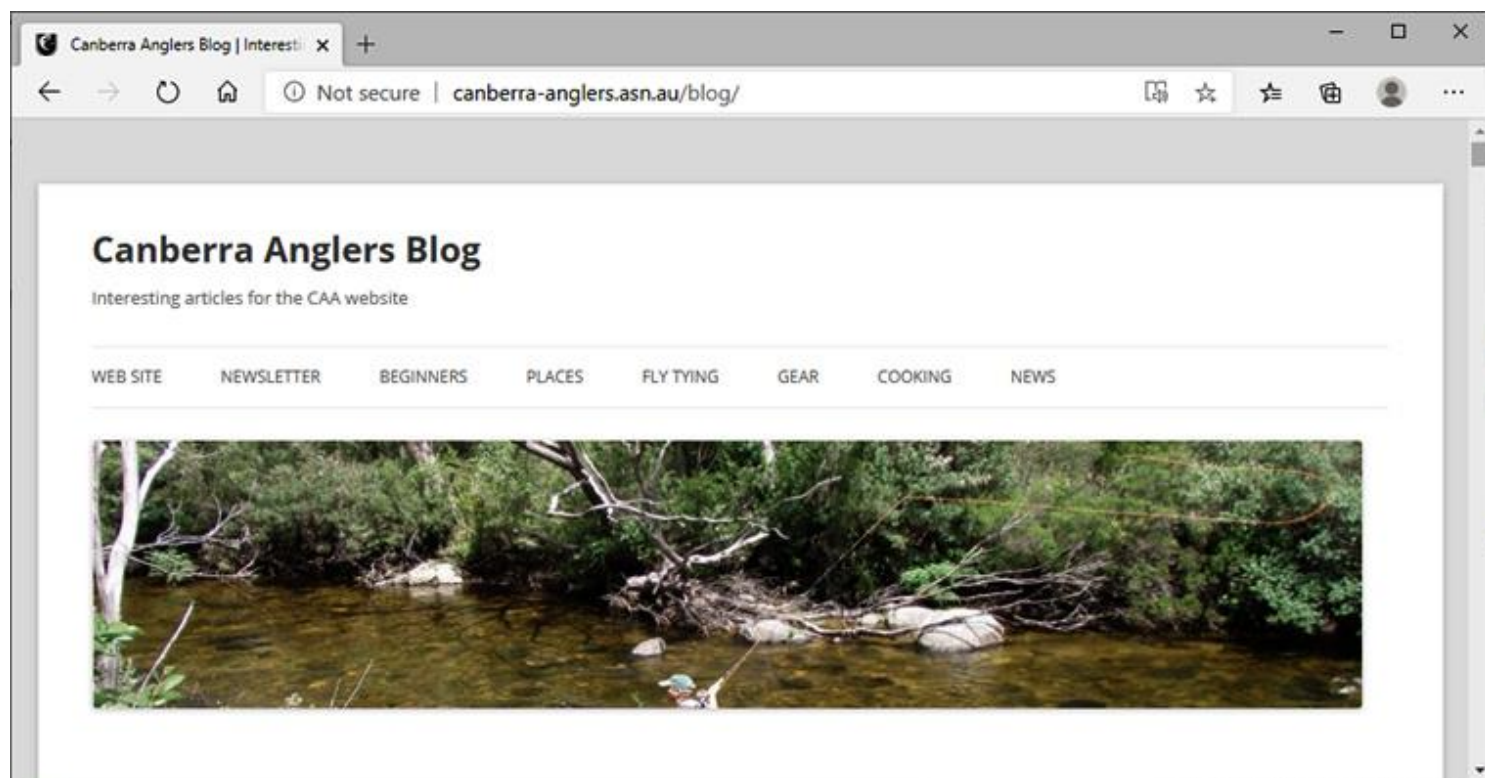 Canberra Anglers Blog | Interesti
Not secure | canberra-anglers.asn.au/blog/
Canberra Anglers Blog
Interesting articles for the CAA website
WEB SITE NEWSLETTER BEGINNERS PLACES FLY TYING GEAR COOKING NEWS